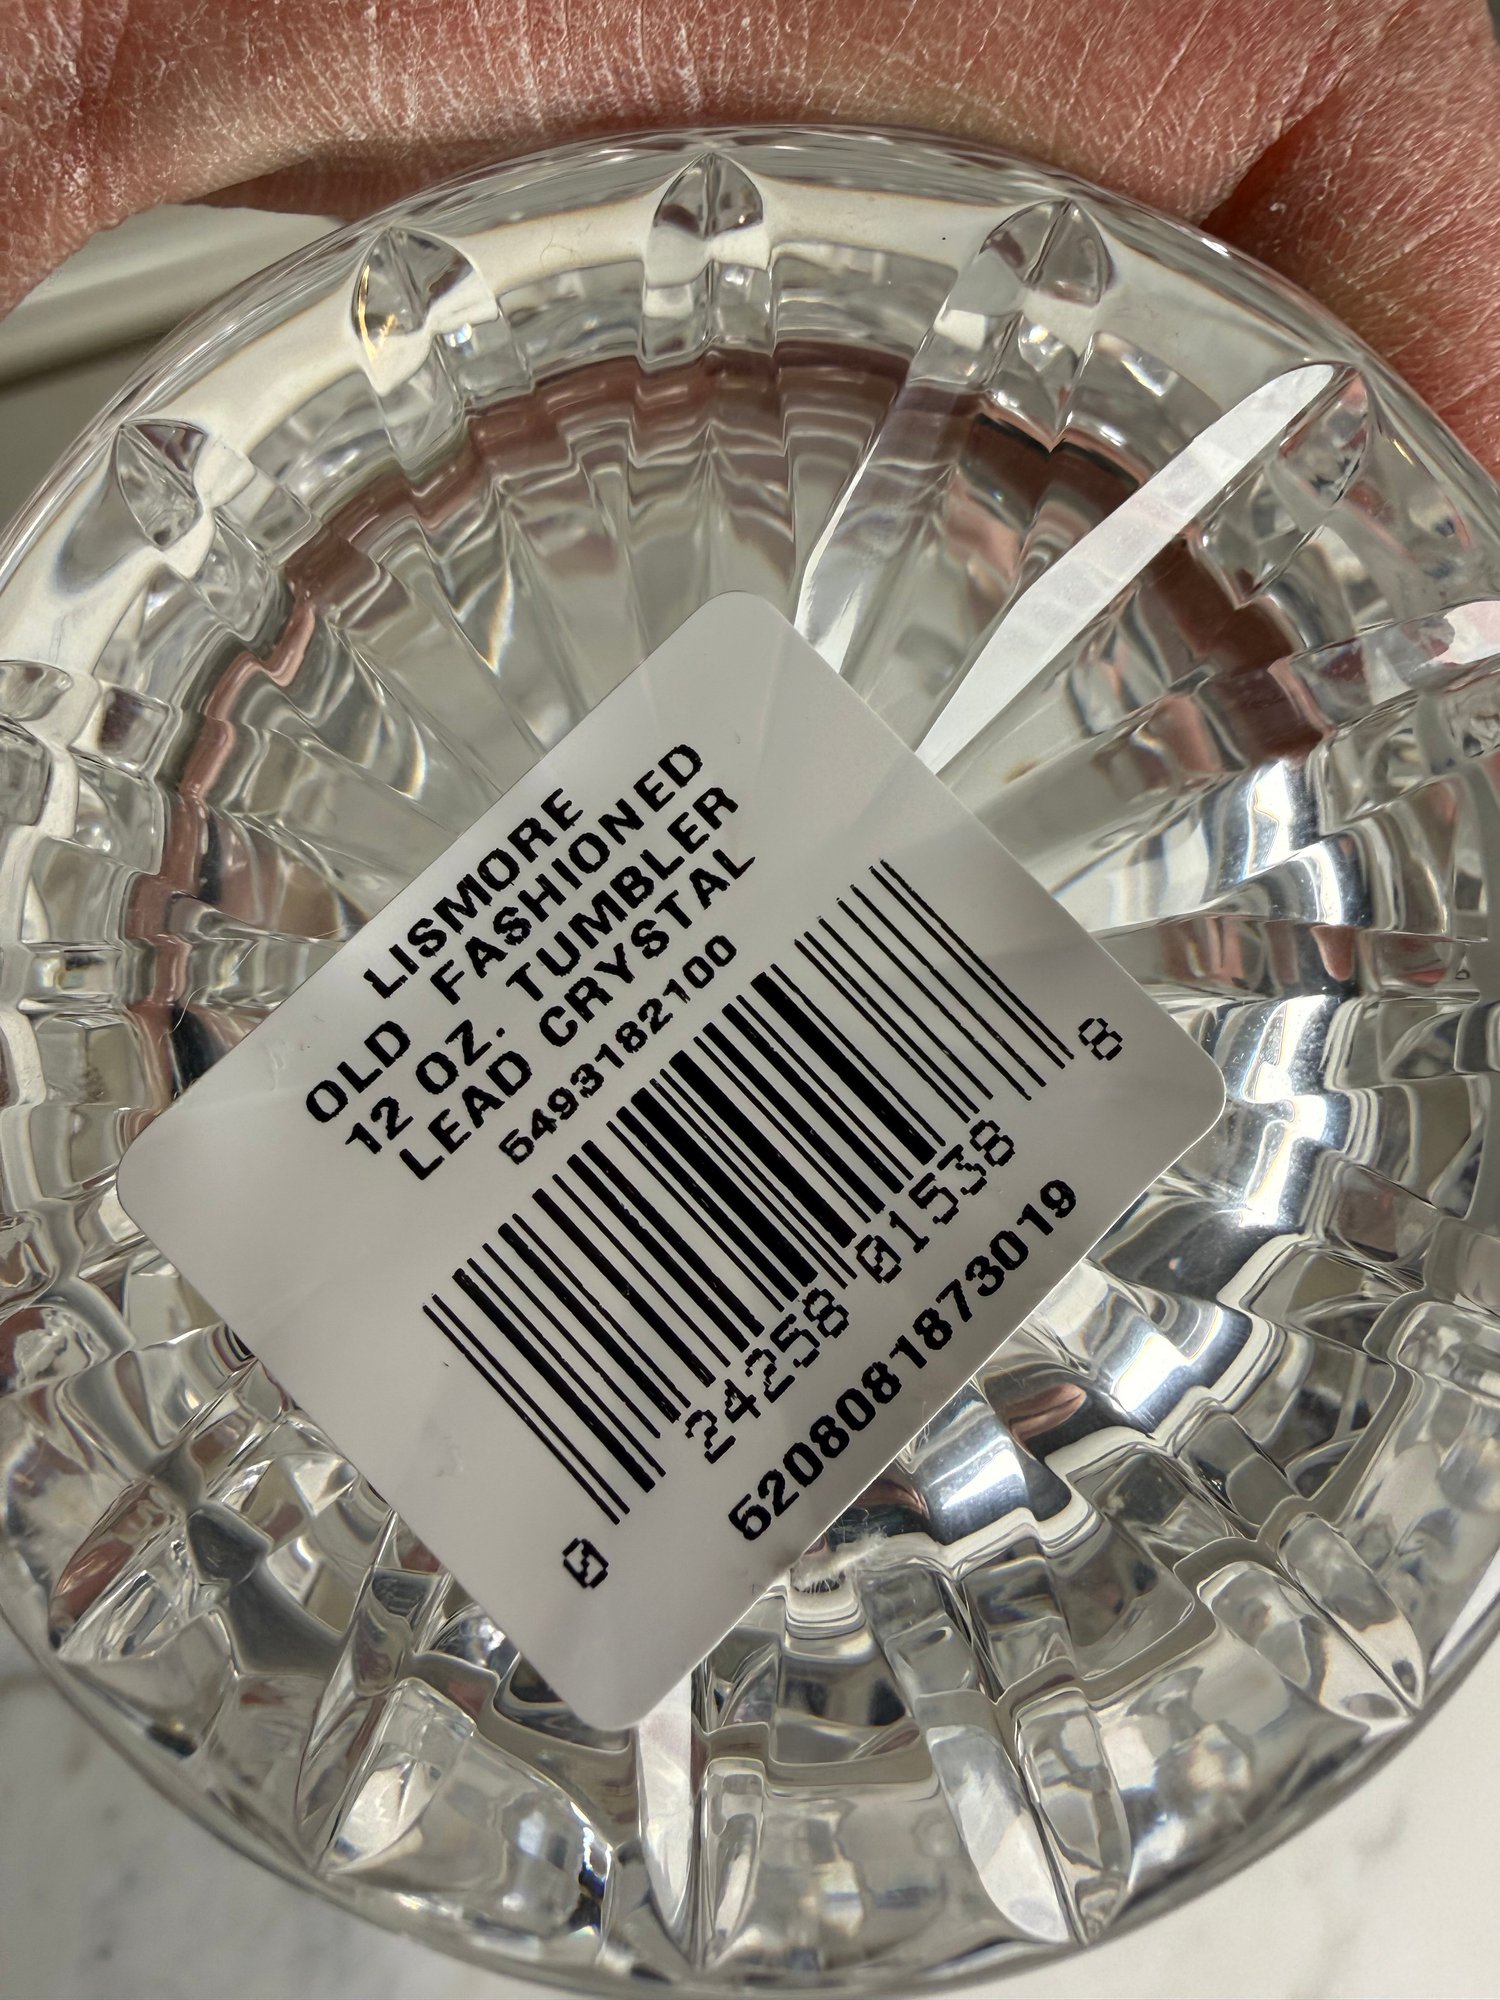 LISMORE
OLD FASHIONED
12 OZ. TUMBLER
LEAD CRYSTAL
5493182100
0 24258 01538 8
5208081873019